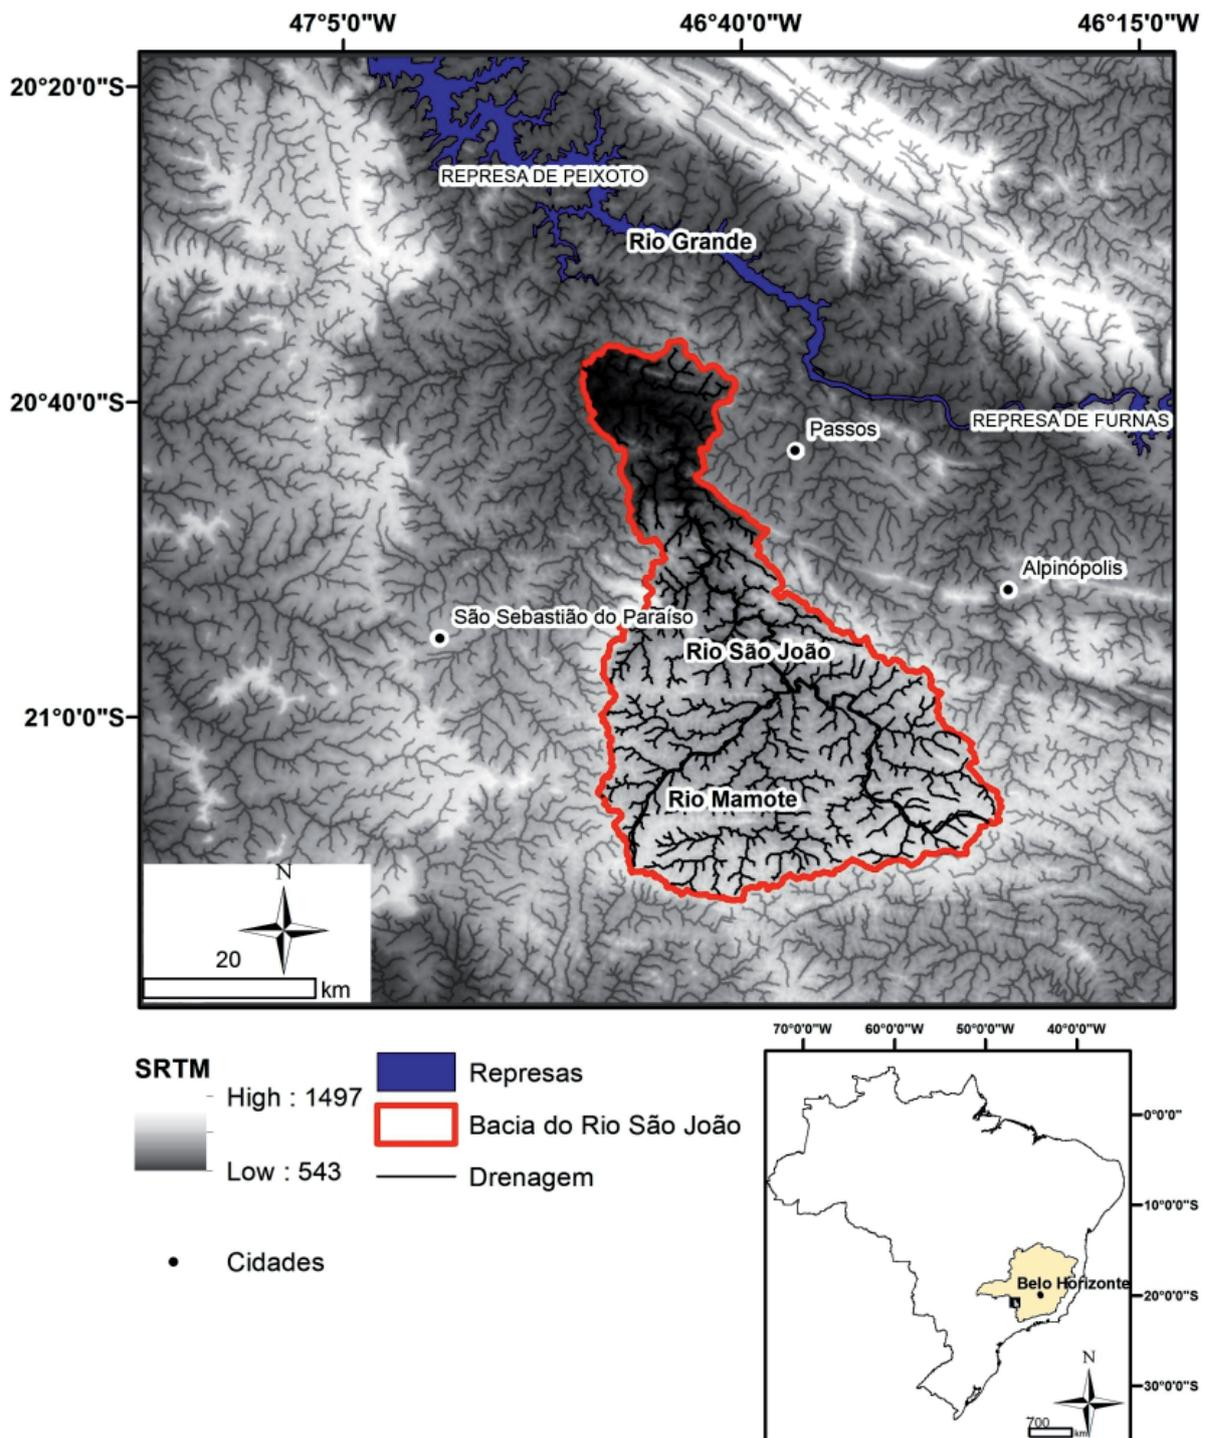 47°5'0"W
46°40'0"W
46°15'0"W
20°20'0"S
REPRESA DE PEIXOTO
Rio Grande
20°40'0"S
REPRESA DE FURNAS
Passos
Alpinópolis
São Sebastião do Paraíso
Rio São João
21°0'0"S
Rio Mamote
N
20
km
SRTM
High : 1497
Low : 543
Represas
Bacia do Rio São João
Drenagem
Cidades
70°0'0"W
60°0'0"W
50°0'0"W
40°0'0"W
0°0'0"
10°0'0"S
Belo Horizonte
20°0'0"S
30°0'0"S
N
700
km